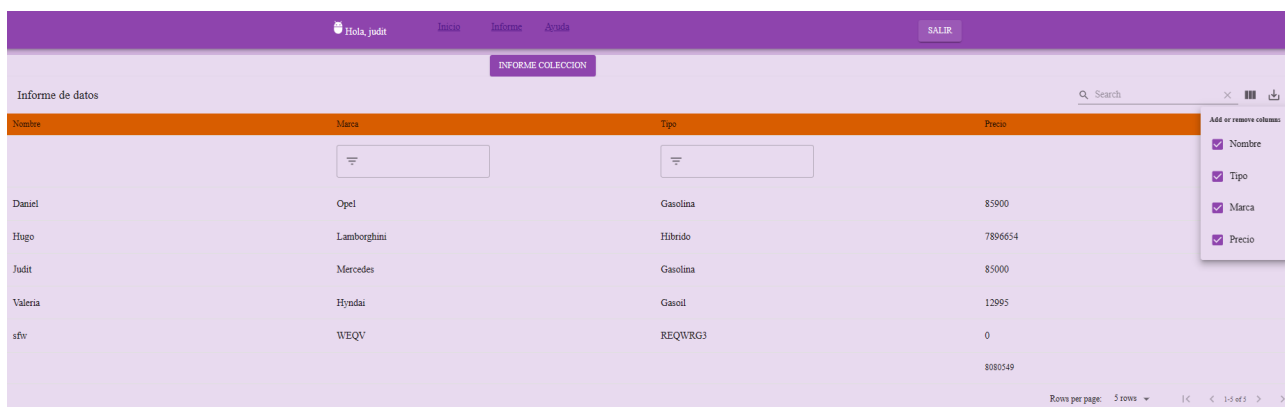 Hola, judit Inicio Informe Ayuda SALIR
INFORME COLECCION
Informe de datos Search
Add or remove columns
Nombre Marca Tipo Precio
Nombre
Tipo
Marca
Precio
Daniel Opel Gasolina 85900
Hugo Lamborghini Híbrido 7896654
Judit Mercedes Gasolina 85000
Valeria Hyndai Gasoil 12995
sfw WEQV REQWRG3 0
8080549
Rows per page: 5 rows 1-5 of 5